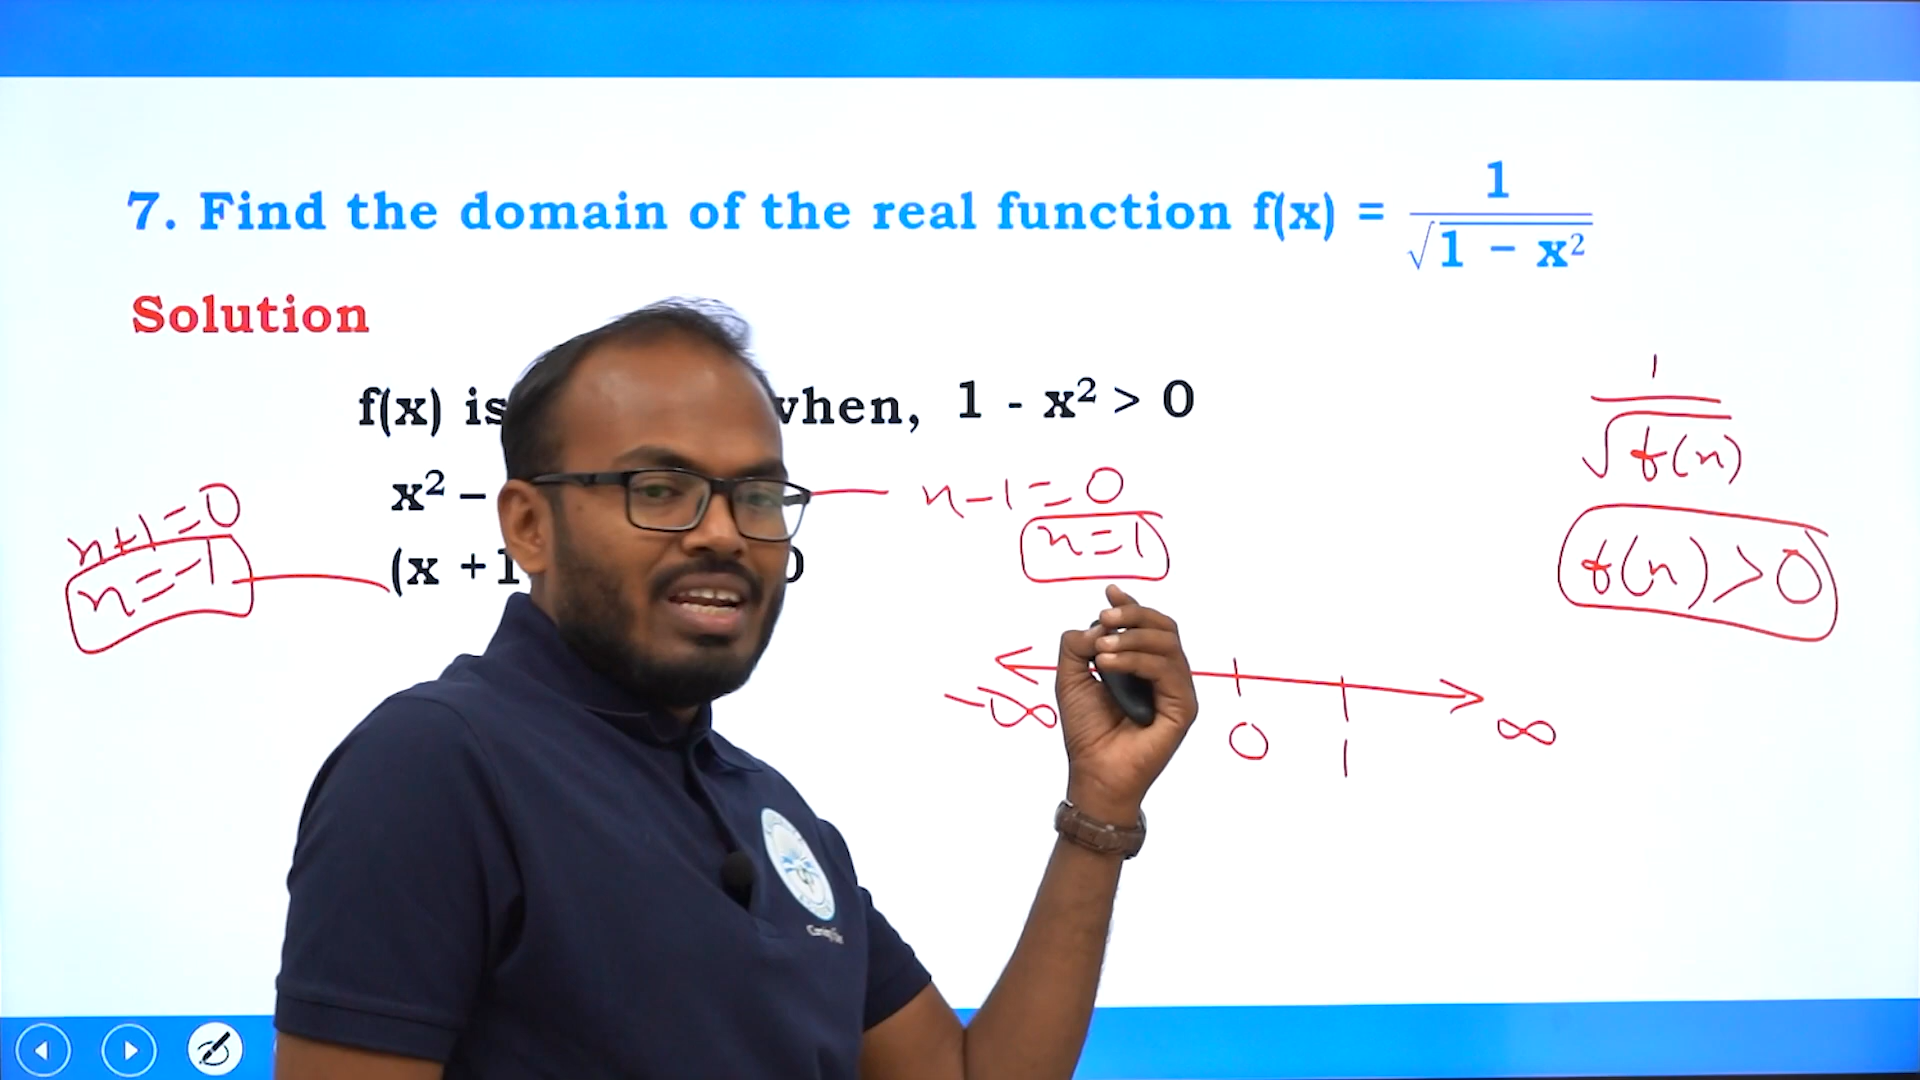 7. Find the domain of the real function f(x) = 1 / √(1 − x²)
Solution
f(x) is when, 1 - x² > 0
x² –
(x +1 0
x+1=0
x=-1
x-1=0
x=1
1 / √f(x)
f(x)>0
-∞ 0 1 ∞